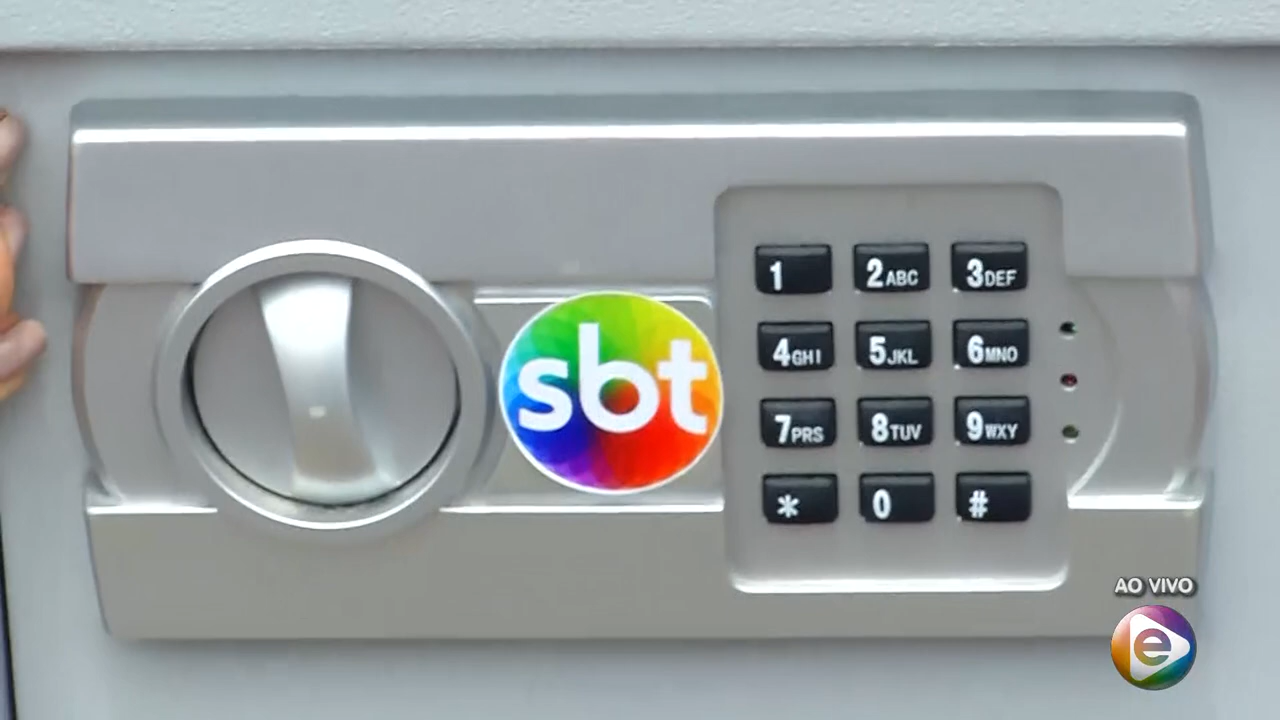 sbt
1 2ABC 3DEF
4GHI 5JKL 6MNO
7PRS 8TUV 9WXY
* 0 #
AO VIVO
e